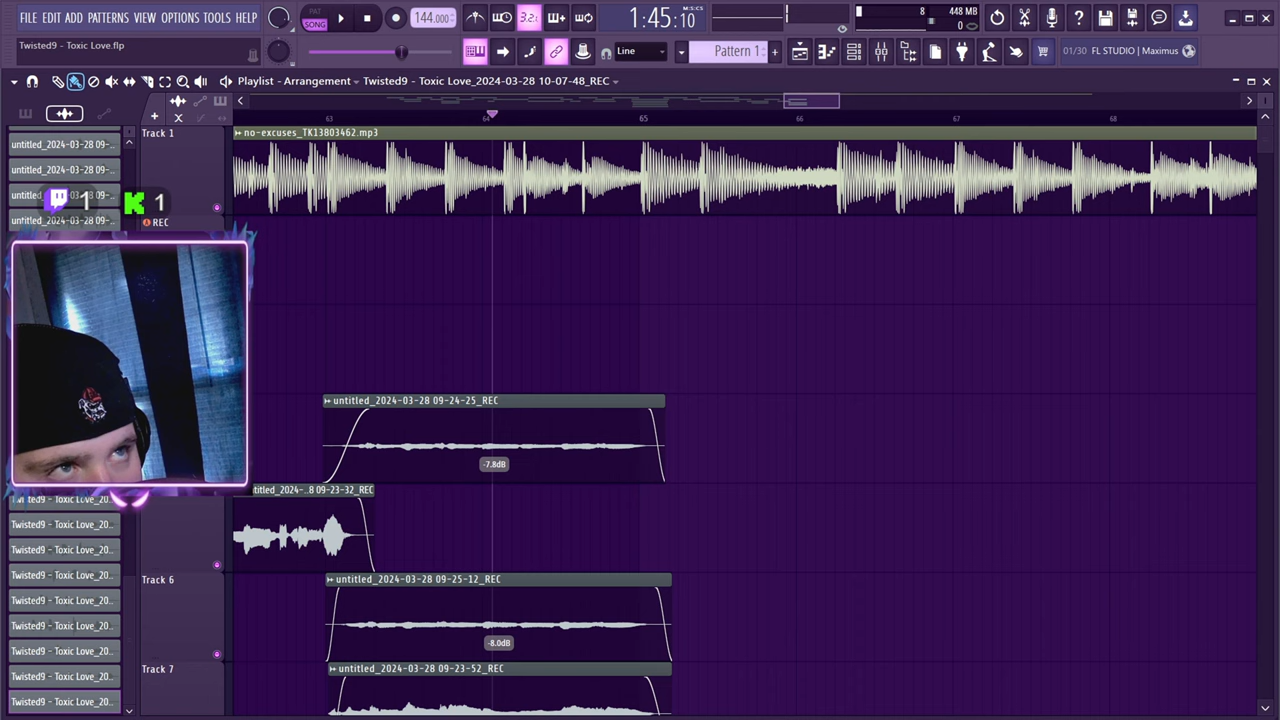 FILE EDIT ADD PATTERNS VIEW OPTIONS TOOLS HELP
PAT
SONG
144.000
3.2.
1:45:10
M:S:CS
8
448 MB
0
Twisted9 - Toxic Love.flp
Line
Pattern 1
01/30 FL STUDIO | Maximus
Playlist - Arrangement
Twisted9 - Toxic Love_2024-03-28 10-07-48_REC
63
64
65
66
67
68
Track 1
no-excuses_TK13803462.mp3
untitled_2024-03-28 09-..
untitled_2024-03-28 09-..
1
K 1
untitled_2024-03-28 09-..
REC
untitled_2024-03-28 09-24-25_REC
-7.8dB
titled_2024-..8 09-23-32_REC
Twisted9 - Toxic Love_20..
Twisted9 - Toxic Love_20..
Twisted9 - Toxic Love_20..
Twisted9 - Toxic Love_20..
Track 6
untitled_2024-03-28 09-25-12_REC
-8.0dB
Twisted9 - Toxic Love_20..
Twisted9 - Toxic Love_20..
Twisted9 - Toxic Love_20..
Twisted9 - Toxic Love_20..
Twisted9 - Toxic Love_20..
Track 7
untitled_2024-03-28 09-23-52_REC